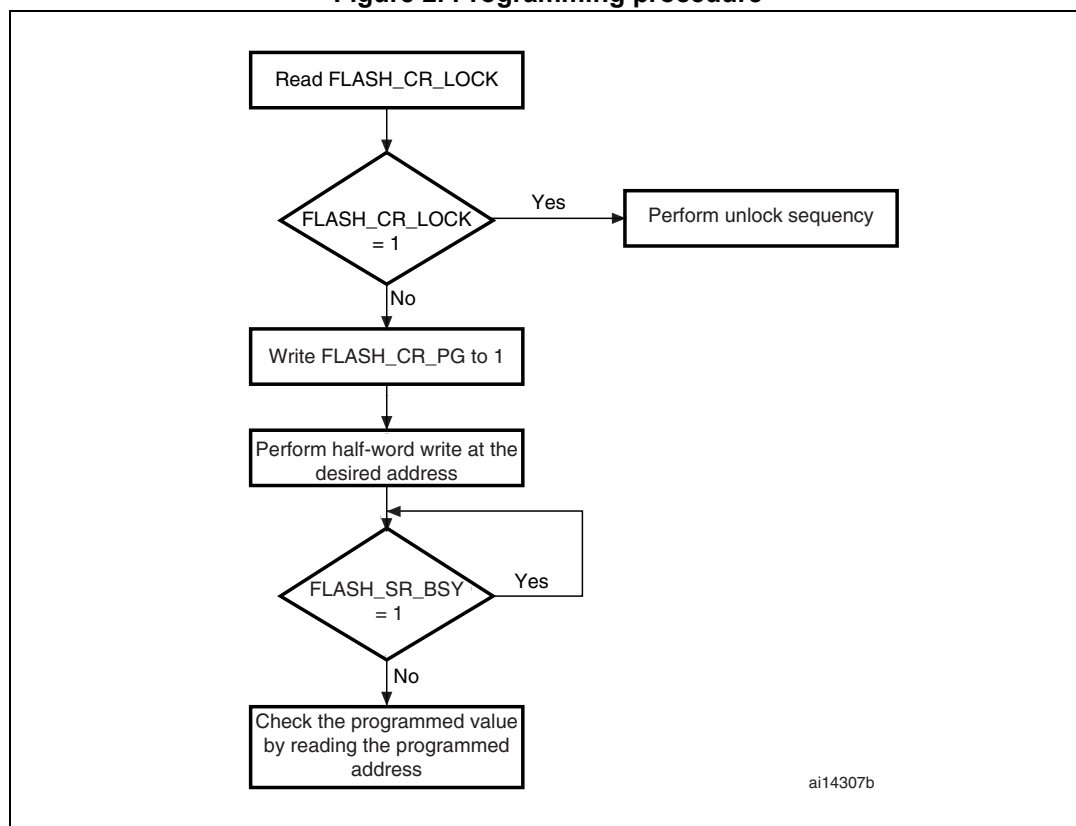 Figure 2. Programming procedure
Read FLASH_CR_LOCK
FLASH_CR_LOCK
= 1
Yes
Perform unlock sequency
No
Write FLASH_CR_PG to 1
Perform half-word write at the
desired address
FLASH_SR_BSY
= 1
Yes
No
Check the programmed value
by reading the programmed
address
ai14307b